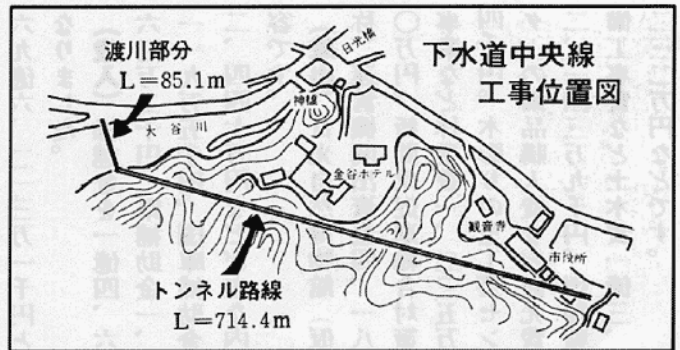 下水道中央線
工事位置図
渡川部分
L=85.1m
日光橋
神橋
大谷川
金谷ホテル
観音寺
市役所
トンネル路線
L=714.4m